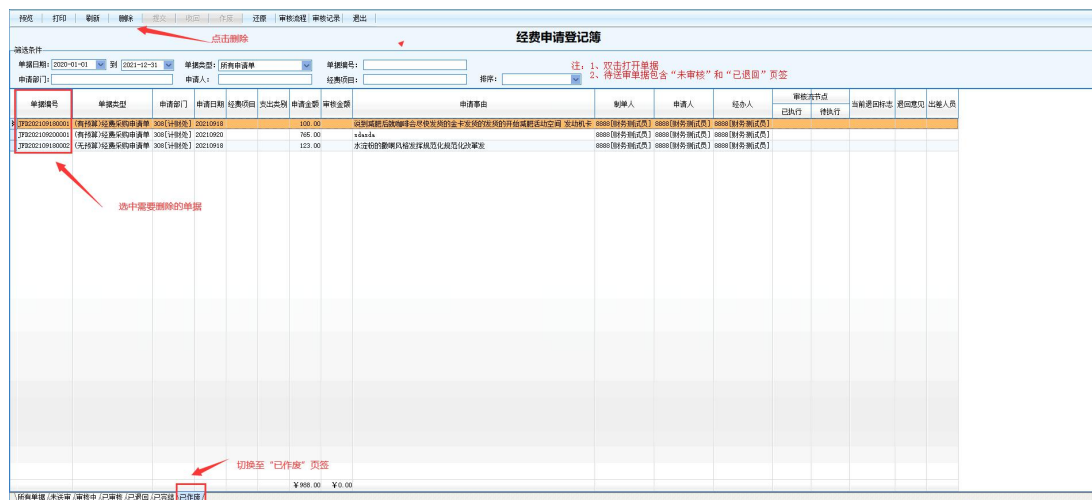 预览 打印 刷新 删除 提交 收回 作废 还原 审核流程 审核记录 退出
点击删除
经费申请登记簿
筛选条件
单据日期: 2020-01-01 到 2021-12-31 单据类型: 所有申请单 单据编号:
注: 1、双击打开单据
申请部门: 申请人: 经费项目: 排序:
2、待送审单据包含“未审核”和“已退回”页签
单据编号 单据类型 申请部门 申请日期 经费项目 支出类别 申请金额 审核金额 申请事由 制单人 申请人 经办人 审核流节点 当前退回标志 退回意见 出差人员
已执行 待执行
JFB202109180001 (有预算)经费采购申请单 308[计财处] 20210918 100.00 8888[财务测试员] 8888[财务测试员] 8888[财务测试员]
JFB202109200001 (有预算)经费采购申请单 308[计财处] 20210920 765.00 sdasda 8888[财务测试员] 8888[财务测试员] 8888[财务测试员]
JFB202109180002 (无预算)经费采购申请单 308[计财处] 20210918 123.00 8888[财务测试员] 8888[财务测试员] 8888[财务测试员]
选中需要删除的单据
切换至“已作废”页签
￥988.00 ￥0.00
所有单据 未送审 审核中 已审核 已退回 已完结 已作废